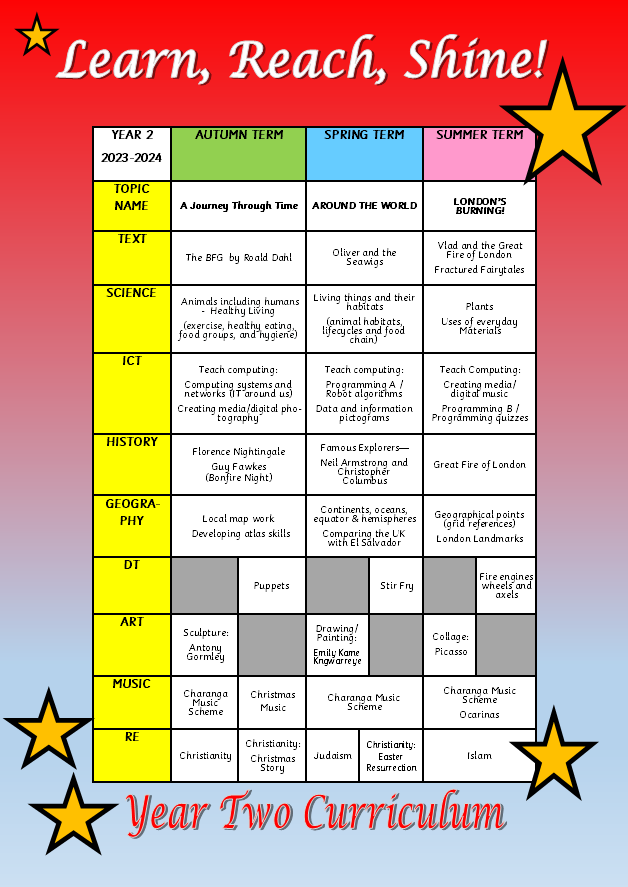 Learn, Reach, Shine!
YEAR 2
2023-2024
AUTUMN TERM
SPRING TERM
SUMMER TERM
TOPIC
NAME
A Journey Through Time
AROUND THE WORLD
LONDON'S
BURNING!
TEXT
The BFG by Roald Dahl
Oliver and the
Seawigs
Vlad and the Great
Fire of London
Fractured Fairytales
SCIENCE
Animals including humans
- Healthy Living
(exercise, healthy eating,
food groups, and hygiene)
Living things and their
habitats
(animal habitats,
lifecycles and food
chain)
Plants
Uses of everyday
Materials
ICT
Teach computing:
Computing systems and
networks (IT around us)
Creating media/digital pho-
tography
Teach computing:
Programming A /
Robot algorithms
Data and information
pictograms
Teach Computing:
Creating media/
digital music
Programming B /
Programming quizzes
HISTORY
Florence Nightingale
Guy Fawkes
(Bonfire Night)
Famous Explorers—
Neil Armstrong and
Christopher
Columbus
Great Fire of London
GEOGRA-
PHY
Local map work
Developing atlas skills
Continents, oceans,
equator & hemispheres
Comparing the UK
with El Salvador
Geographical points
(grid references)
London Landmarks
DT
Puppets
Stir Fry
Fire engines
wheels and
axels
ART
Sculpture:
Antony
Gormley
Drawing/
Painting:
Emily Kame
Kngwarreye
Collage:
Picasso
MUSIC
Charanga
Music
Scheme
Christmas
Music
Charanga Music
Scheme
Charanga Music
Scheme
Ocarinas
RE
Christianity
Christianity:
Christmas
Story
Judaism
Christianity:
Easter
Resurrection
Islam
Year Two Curriculum